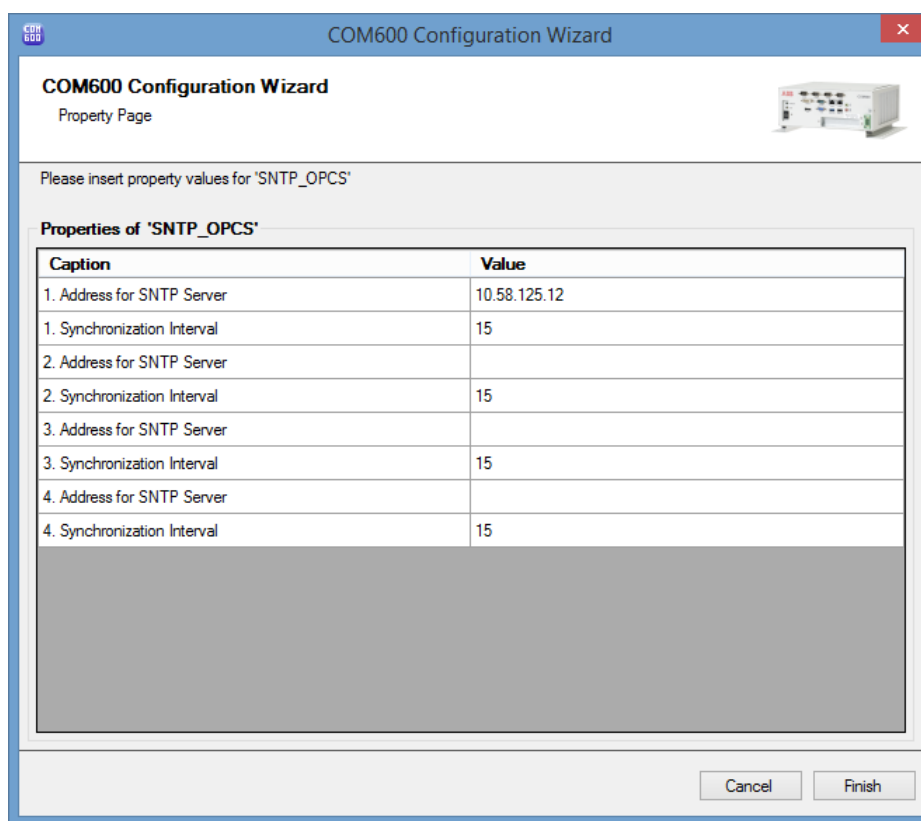 COM
600
COM600 Configuration Wizard
COM600 Configuration Wizard
Property Page
ABB
Please insert property values for 'SNTP_OPCS'
Properties of 'SNTP_OPCS'
Caption Value
1. Address for SNTP Server 10.58.125.12
1. Synchronization Interval 15
2. Address for SNTP Server
2. Synchronization Interval 15
3. Address for SNTP Server
3. Synchronization Interval 15
4. Address for SNTP Server
4. Synchronization Interval 15
Cancel Finish